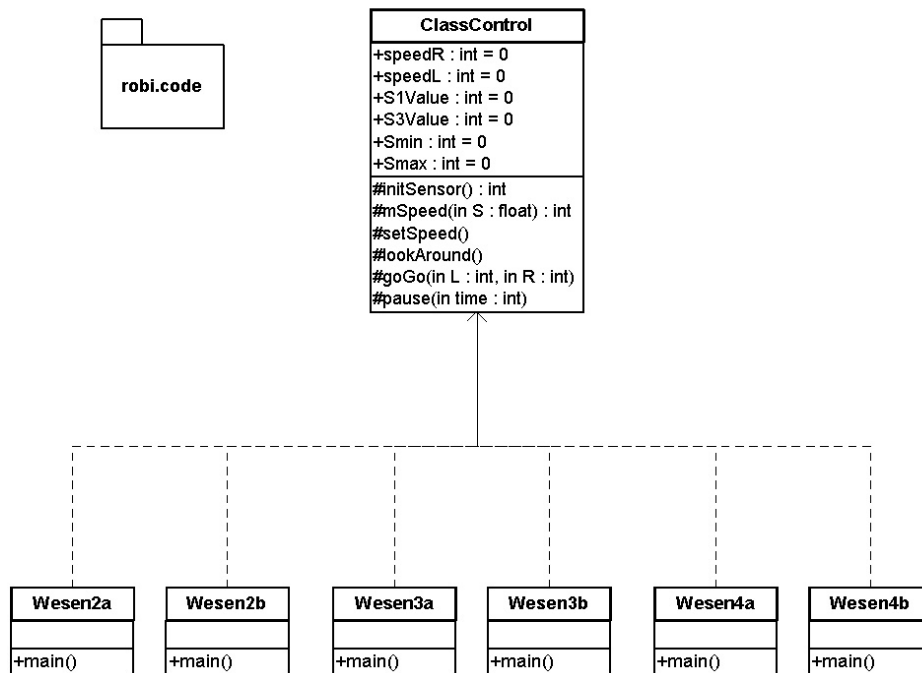 robi.code
ClassControl
+speedR : int = 0
+speedL : int = 0
+S1Value : int = 0
+S3Value : int = 0
+Smin : int = 0
+Smax : int = 0
#initSensor() : int
#mSpeed(in S : float) : int
#setSpeed()
#lookAround()
#goGo(in L : int, in R : int)
#pause(in time : int)
Wesen2a
+main()
Wesen2b
+main()
Wesen3a
+main()
Wesen3b
+main()
Wesen4a
+main()
Wesen4b
+main()